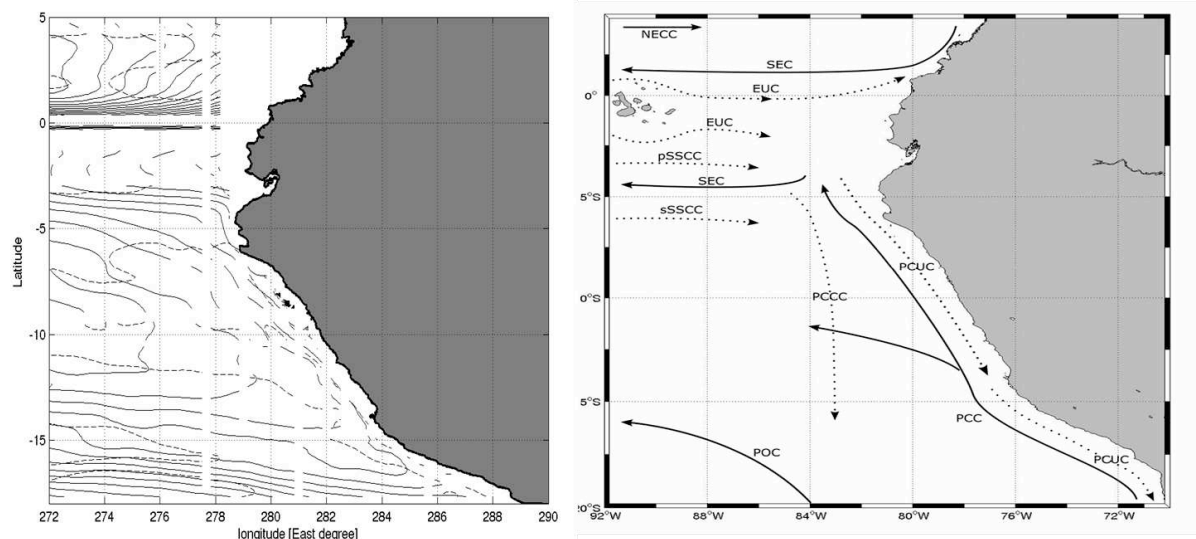 5
0
-5
-10
-15
Latitude
272 274 276 278 280 282 284 286 288 290
longitude [East degree]
NECC
SEC
EUC
EUC
pSSCC
SEC
sSSCC
PCUC
PCCC
PCC
POC
PCUC
0°
0°S
5°S
0°S
92°W 88°W 84°W 80°W 76°W 72°W